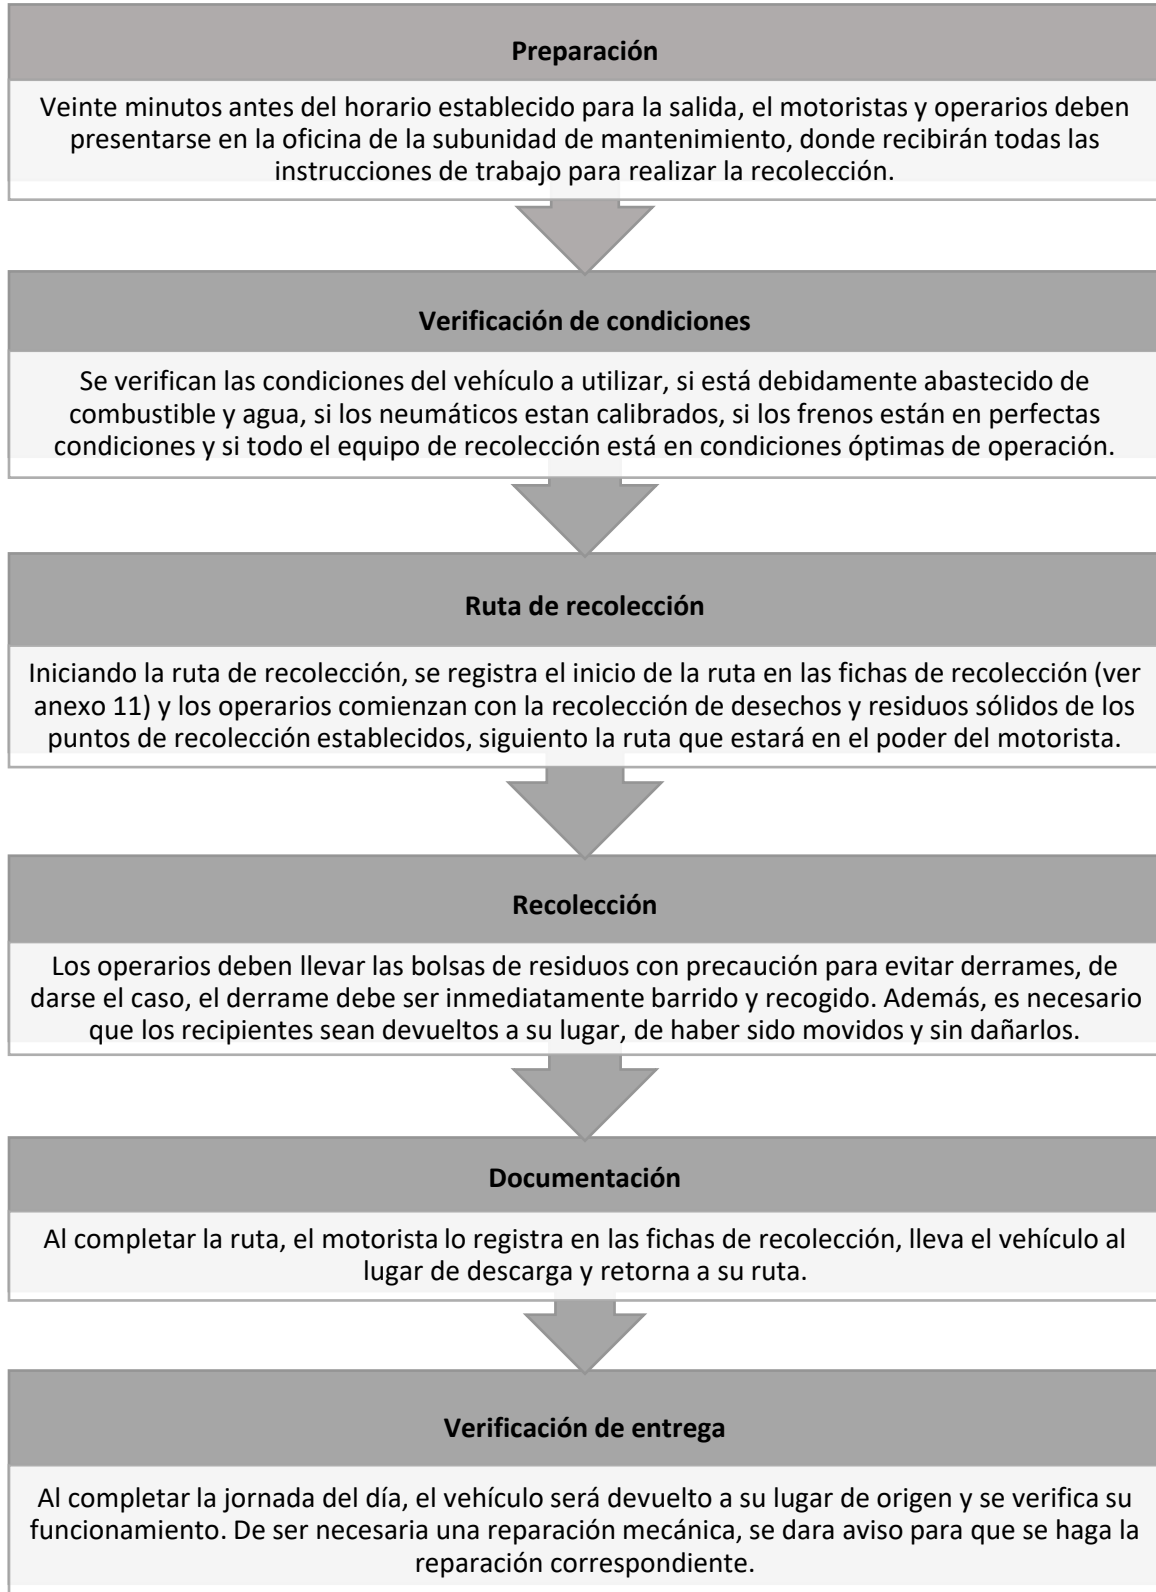 Preparación
Veinte minutos antes del horario establecido para la salida, el motoristas y operarios deben
presentarse en la oficina de la subunidad de mantenimiento, donde recibirán todas las
instrucciones de trabajo para realizar la recolección.
Verificación de condiciones
Se verifican las condiciones del vehículo a utilizar, si está debidamente abastecido de
combustible y agua, si los neumáticos estan calibrados, si los frenos están en perfectas
condiciones y si todo el equipo de recolección está en condiciones óptimas de operación.
Ruta de recolección
Iniciando la ruta de recolección, se registra el inicio de la ruta en las fichas de recolección (ver
anexo 11) y los operarios comienzan con la recolección de desechos y residuos sólidos de los
puntos de recolección establecidos, siguiento la ruta que estará en el poder del motorista.
Recolección
Los operarios deben llevar las bolsas de residuos con precaución para evitar derrames, de
darse el caso, el derrame debe ser inmediatamente barrido y recogido. Además, es necesario
que los recipientes sean devueltos a su lugar, de haber sido movidos y sin dañarlos.
Documentación
Al completar la ruta, el motorista lo registra en las fichas de recolección, lleva el vehículo al
lugar de descarga y retorna a su ruta.
Verificación de entrega
Al completar la jornada del día, el vehículo será devuelto a su lugar de origen y se verifica su
funcionamiento. De ser necesaria una reparación mecánica, se dara aviso para que se haga la
reparación correspondiente.